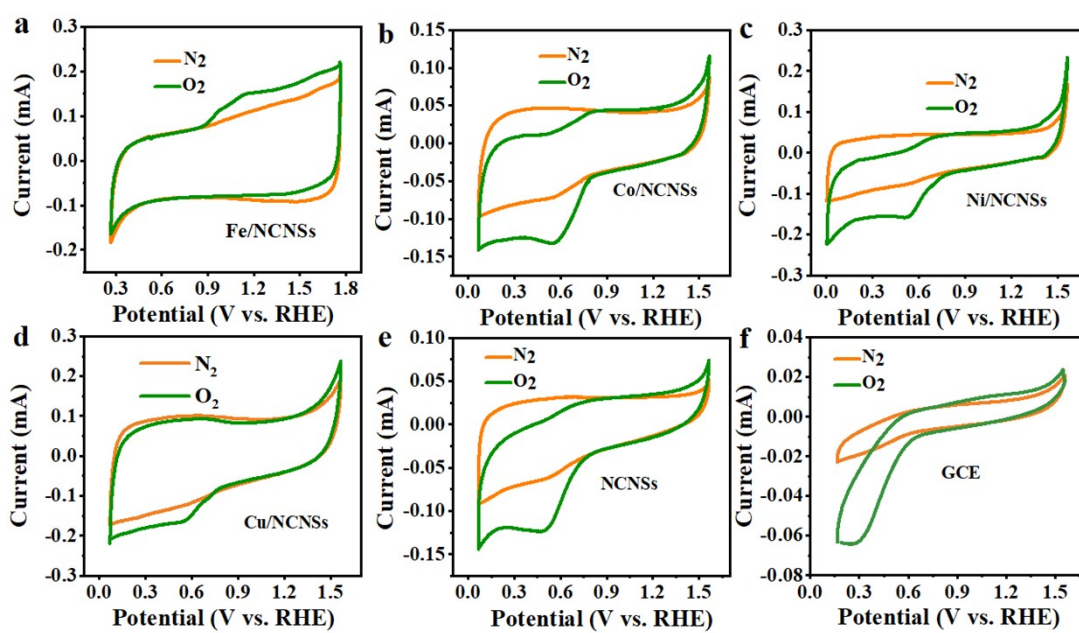 a
N2
O2
Fe/NCNSs
0.3
0.2
0.1
0.0
-0.1
-0.2
Current (mA)
0.3 0.6 0.9 1.2 1.5 1.8
Potential (V vs. RHE)
b
N2
O2
Co/NCNSs
0.15
0.10
0.05
0.00
-0.05
-0.10
-0.15
Current (mA)
0.0 0.3 0.6 0.9 1.2 1.5
Potential (V vs. RHE)
c
N2
O2
Ni/NCNSs
0.3
0.2
0.1
0.0
-0.1
-0.2
-0.3
Current (mA)
0.0 0.3 0.6 0.9 1.2 1.5
Potential (V vs. RHE)
d
N2
O2
Cu/NCNSs
0.3
0.2
0.1
0.0
-0.1
-0.2
-0.3
Current (mA)
0.0 0.3 0.6 0.9 1.2 1.5
Potential (V vs. RHE)
e
N2
O2
NCNSs
0.10
0.05
0.00
-0.05
-0.10
-0.15
Current (mA)
0.0 0.3 0.6 0.9 1.2 1.5
Potential (V vs. RHE)
f
N2
O2
GCE
0.04
0.02
0.00
-0.02
-0.04
-0.06
-0.08
Current (mA)
0.0 0.3 0.6 0.9 1.2 1.5
Potential (V vs. RHE)